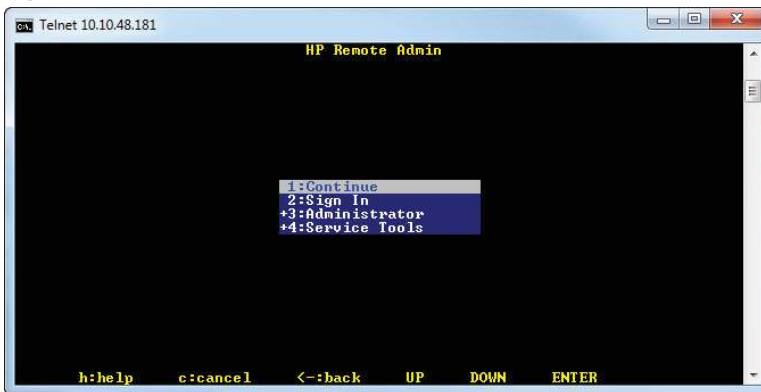 C:\. Telnet 10.10.48.181
HP Remote Admin
1:Continue
2:Sign In
+3:Administrator
+4:Service Tools
h:help c:cancel <-:back UP DOWN ENTER